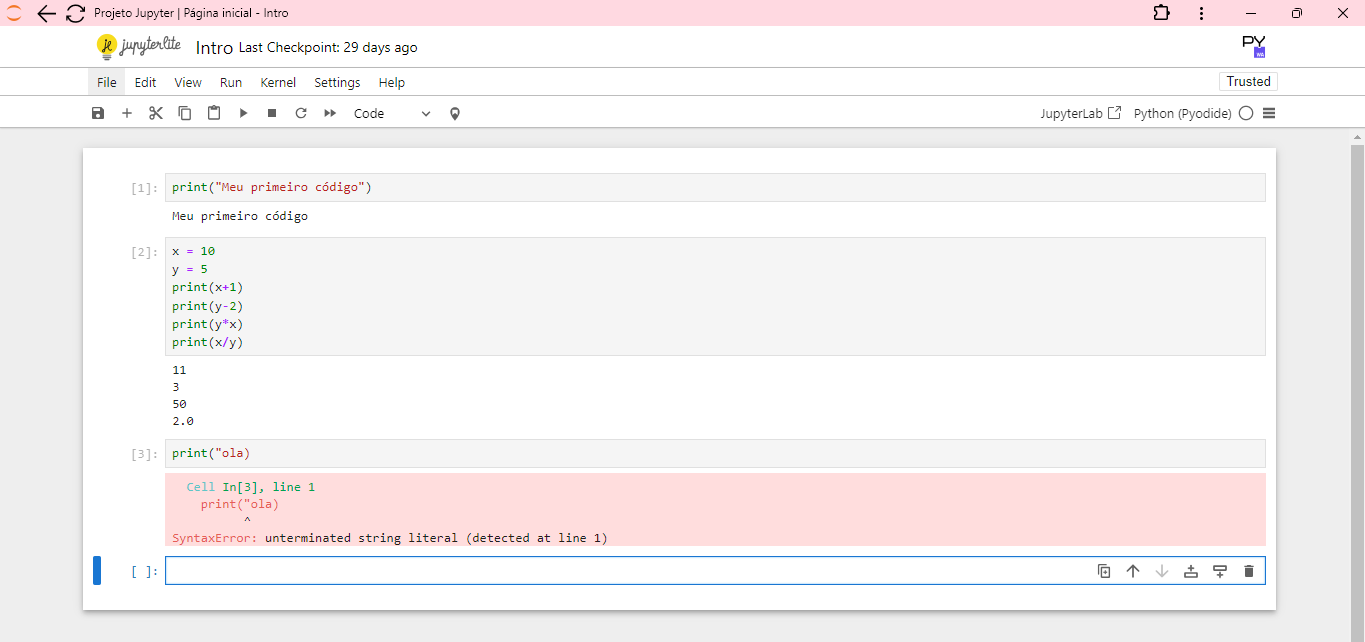 Projeto Jupyter | Página inicial - Intro
jupyterlite Intro Last Checkpoint: 29 days ago
PY
File Edit View Run Kernel Settings Help
Trusted
Code
JupyterLab Python (Pyodide)
[1]: print("Meu primeiro código")
Meu primeiro código
[2]: x = 10
y = 5
print(x+1)
print(y-2)
print(y*x)
print(x/y)
11
3
50
2.0
[3]: print("ola)
Cell In[3], line 1
print("ola)
^
SyntaxError: unterminated string literal (detected at line 1)
[ ]: